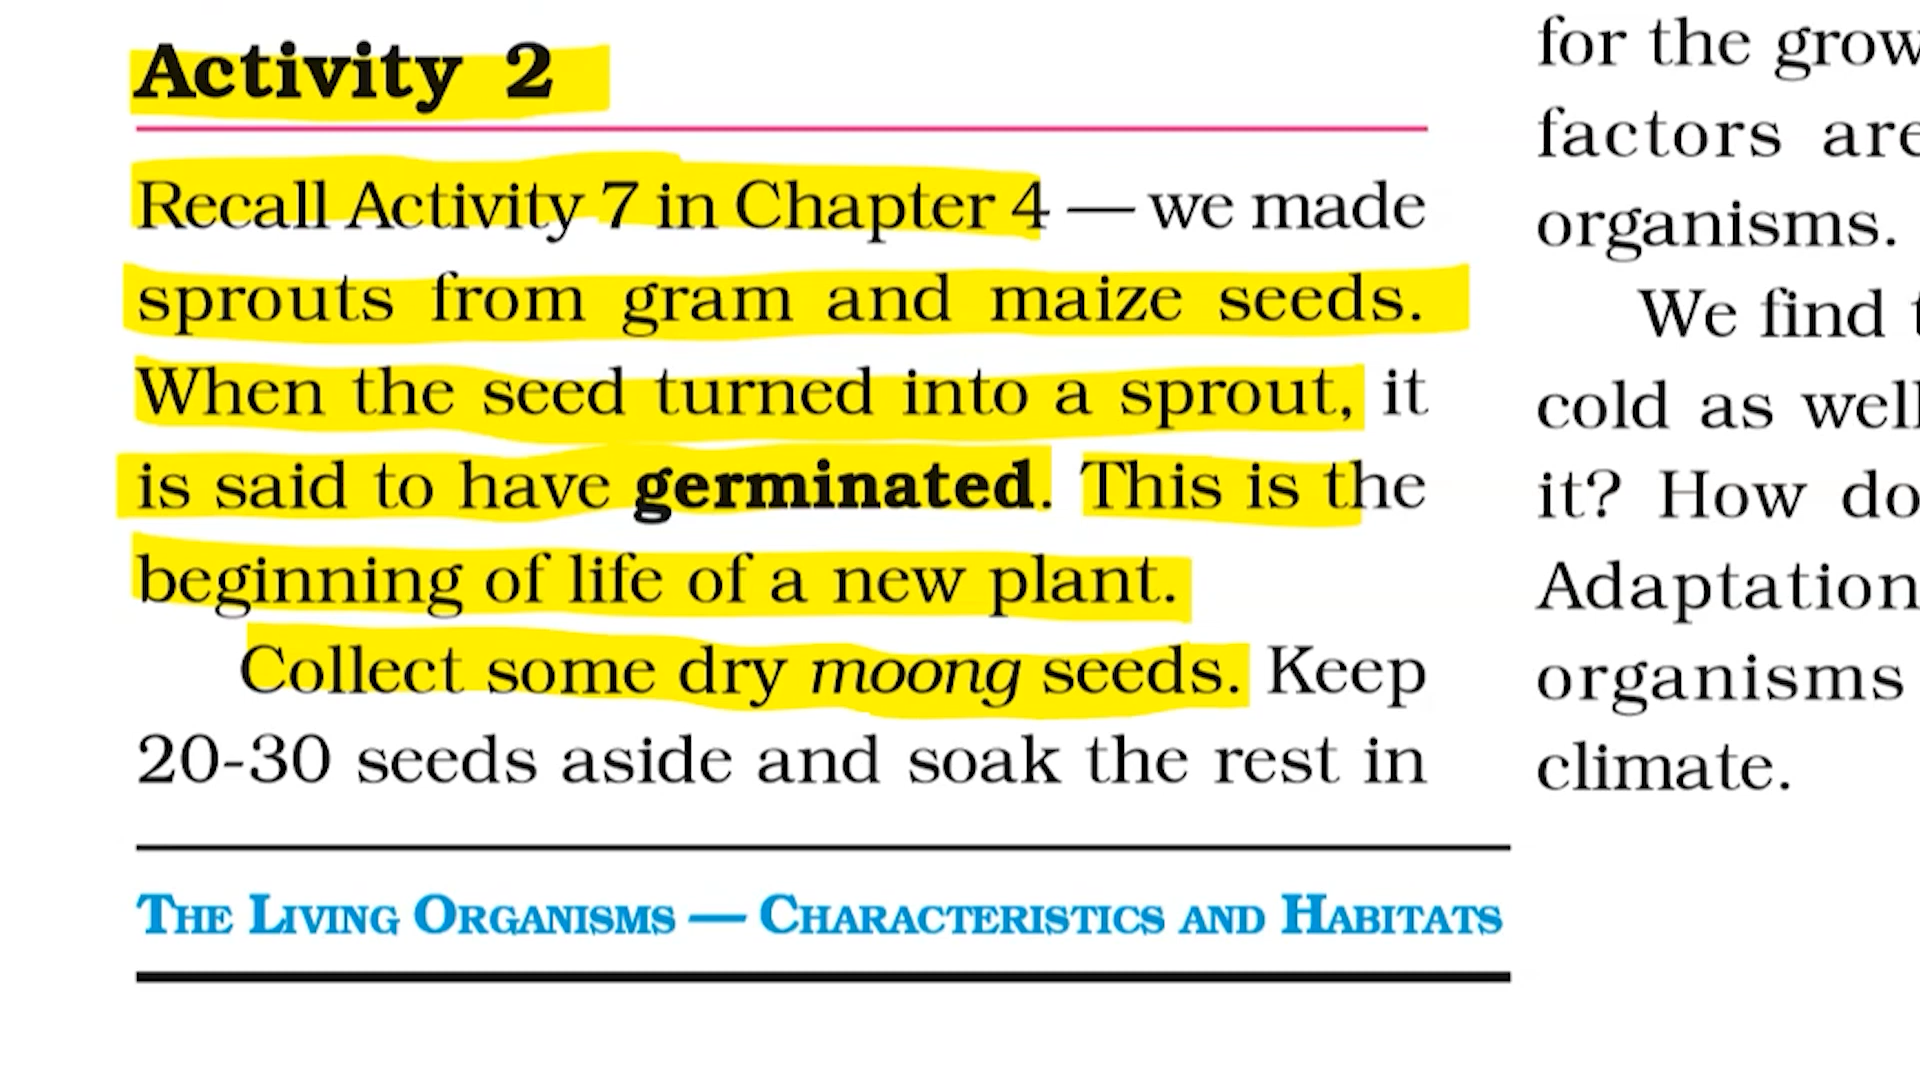 Activity 2
Recall Activity 7 in Chapter 4 — we made
sprouts from gram and maize seeds.
When the seed turned into a sprout, it
is said to have germinated. This is the
beginning of life of a new plant.
Collect some dry moong seeds. Keep
20-30 seeds aside and soak the rest in
The Living Organisms — Characteristics and Habitats
for the grow
factors are
organisms.
We find t
cold as well
it? How do
Adaptation
organisms
climate.